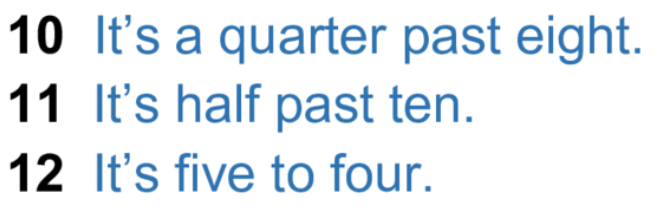 10 It's a quarter past eight.
11 It's half past ten.
12 It's five to four.